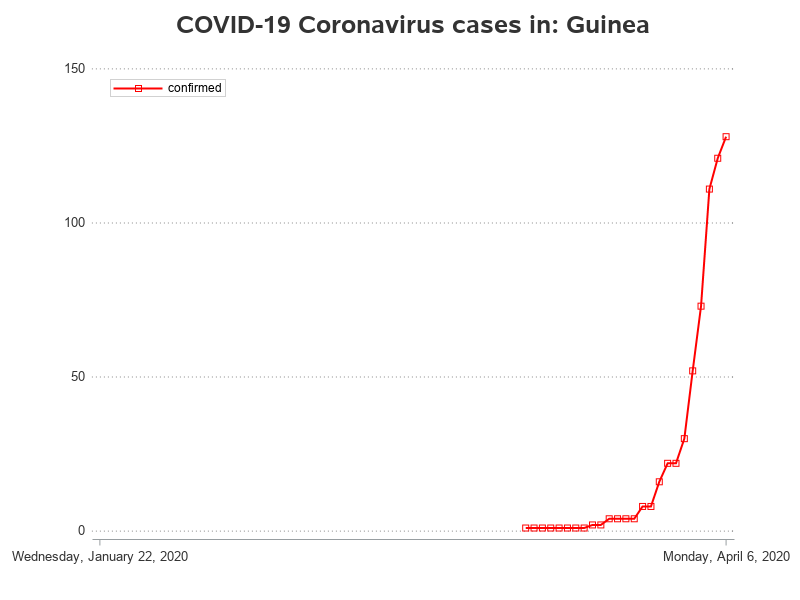 COVID-19 Coronavirus cases in: Guinea
150
confirmed
100
50
0
Wednesday, January 22, 2020
Monday, April 6, 2020